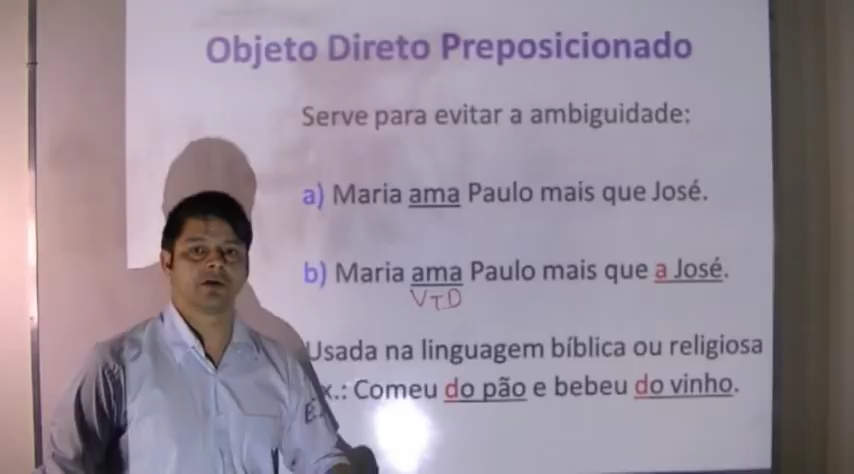 Objeto Direto Preposicionado
Serve para evitar a ambiguidade:
a) Maria ama Paulo mais que José.
b) Maria ama Paulo mais que a José.
VTD
Usada na linguagem bíblica ou religiosa
Ex.: Comeu do pão e bebeu do vinho.